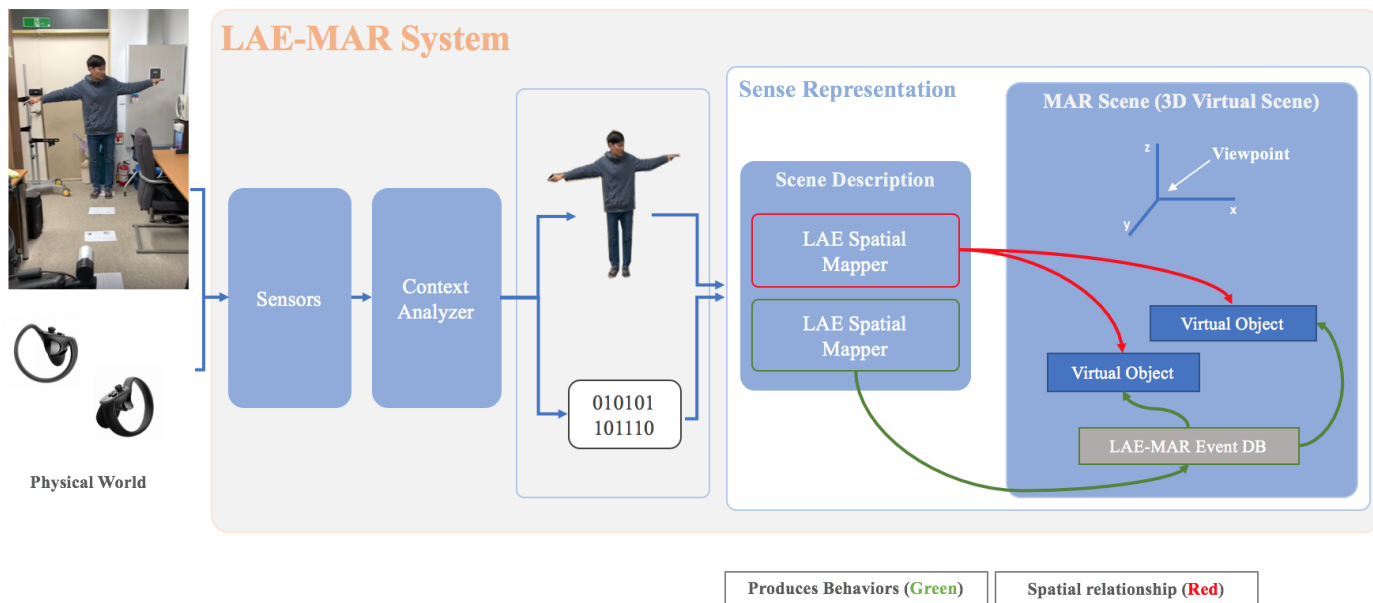 LAE-MAR System
Sense Representation
MAR Scene (3D Virtual Scene)
z
Viewpoint
x
y
Scene Description
LAE Spatial
Mapper
LAE Spatial
Mapper
Sensors
Context
Analyzer
010101
101110
Virtual Object
Virtual Object
LAE-MAR Event DB
Physical World
Produces Behaviors (Green)
Spatial relationship (Red)